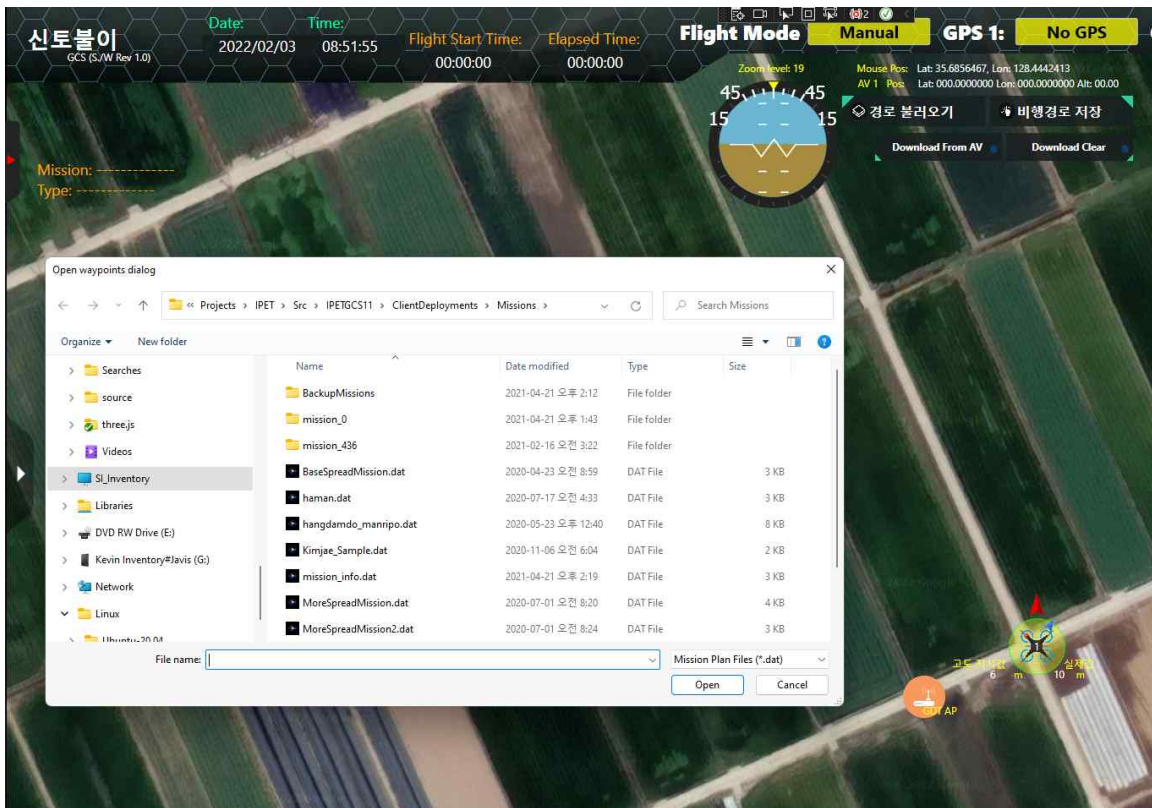 신토불이
GCS (S/W Rev 1.0)
Date: Time:
2022/02/03 08:51:55
Flight Start Time: Elapsed Time:
00:00:00 00:00:00
Flight Mode Manual GPS 1: No GPS
Zoom level: 19
45 45
15 15
Mouse Pos: Lat: 35.6856467, Lon: 128.4442413
AV 1 Pos: Lat: 000.0000000 Lon: 000.0000000 Alt: 00.00
경로 불러오기 비행경로 저장
Download From AV Download Clear
Mission: -------------
Type: -------------
Open waypoints dialog
« Projects > IPET > Src > IPETGCS11 > ClientDeployments > Missions >
Search Missions
Organize New folder
Searches
source
three.js
Videos
SI_Inventory
Libraries
DVD RW Drive (E:)
Kevin Inventory#Javis (G:)
Network
Linux
Ubuntu-20.04
Name Date modified Type Size
BackupMissions 2021-04-21 오후 2:12 File folder
mission_0 2021-04-21 오후 1:43 File folder
mission_436 2021-02-16 오전 3:22 File folder
BaseSpreadMission.dat 2020-04-23 오전 8:59 DAT File 3 KB
haman.dat 2020-07-17 오전 4:33 DAT File 3 KB
hangdamdo_manripo.dat 2020-05-23 오후 12:40 DAT File 8 KB
Kimjae_Sample.dat 2020-11-06 오전 6:04 DAT File 2 KB
mission_info.dat 2021-04-21 오후 2:19 DAT File 3 KB
MoreSpreadMission.dat 2020-07-01 오전 8:20 DAT File 4 KB
MoreSpreadMission2.dat 2020-07-01 오전 8:24 DAT File 3 KB
File name:
Mission Plan Files (*.dat)
Open Cancel
고도
6 m 10 m
1
AP